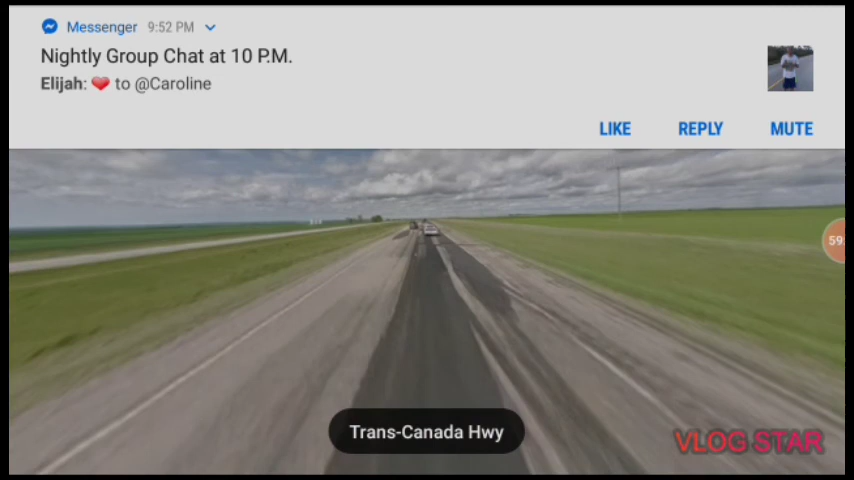 Messenger 9:52 PM
Nightly Group Chat at 10 P.M.
Elijah: ❤ to @Caroline
LIKE REPLY MUTE
59
Trans-Canada Hwy
VLOG STAR